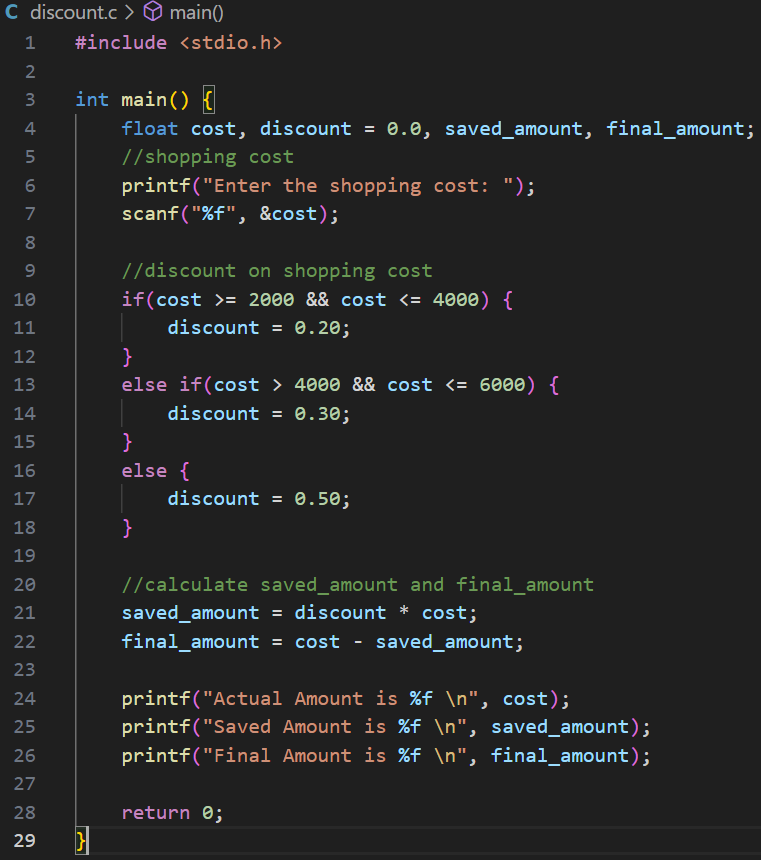 C discount.c > main()
1 #include <stdio.h>
2
3 int main() {
4     float cost, discount = 0.0, saved_amount, final_amount;
5     //shopping cost
6     printf("Enter the shopping cost: ");
7     scanf("%f", &cost);
8
9     //discount on shopping cost
10     if(cost >= 2000 && cost <= 4000) {
11         discount = 0.20;
12     }
13     else if(cost > 4000 && cost <= 6000) {
14         discount = 0.30;
15     }
16     else {
17         discount = 0.50;
18     }
19
20     //calculate saved_amount and final_amount
21     saved_amount = discount * cost;
22     final_amount = cost - saved_amount;
23
24     printf("Actual Amount is %f \n", cost);
25     printf("Saved Amount is %f \n", saved_amount);
26     printf("Final Amount is %f \n", final_amount);
27
28     return 0;
29 }